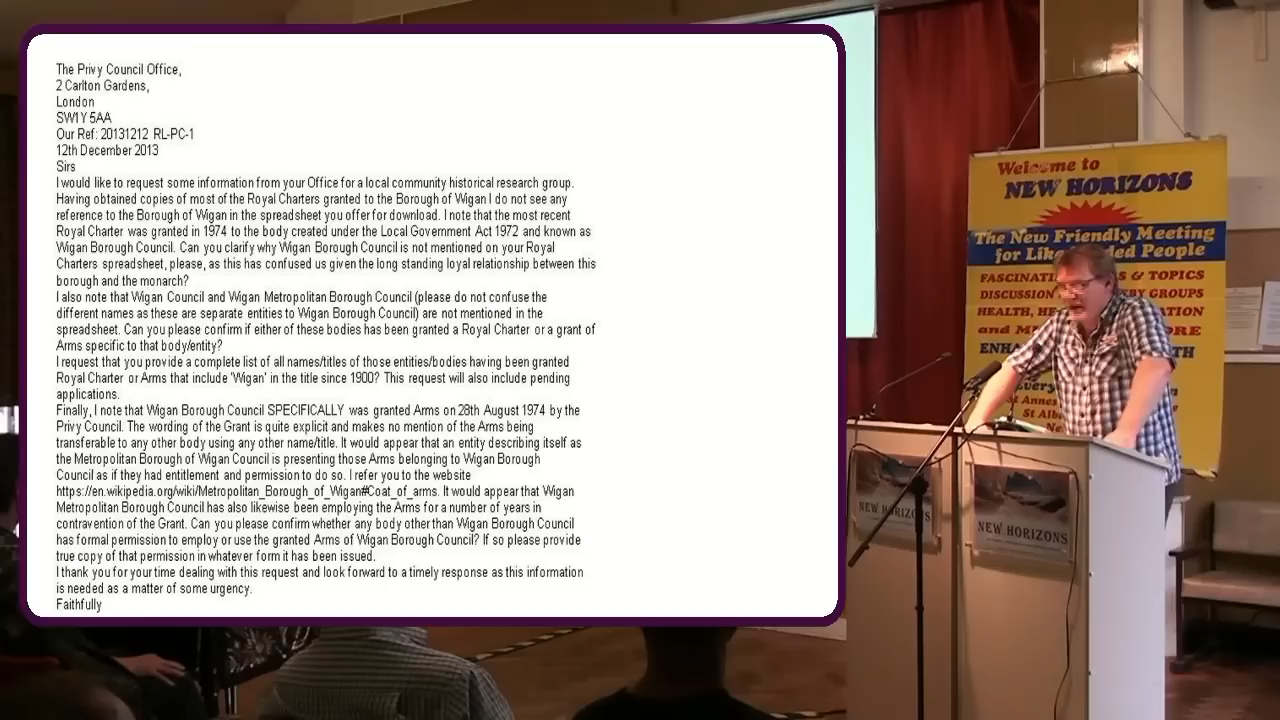 The Privy Council Office,
2 Carlton Gardens,
London
SW1Y 5AA
Our Ref: 20131212 RL-PC-1
12th December 2013
Sirs
I would like to request some information from your Office for a local community historical research group.
Having obtained copies of most of the Royal Charters granted to the Borough of Wigan I do not see any
reference to the Borough of Wigan in the spreadsheet you offer for download. I note that the most recent
Royal Charter was granted in 1974 to the body created under the Local Government Act 1972 and known as
Wigan Borough Council. Can you clarify why Wigan Borough Council is not mentioned on your Royal
Charters spreadsheet, please, as this has confused us given the long standing loyal relationship between this
borough and the monarch?
I also note that Wigan Council and Wigan Metropolitan Borough Council (please do not confuse the
different names as these are separate entities to Wigan Borough Council) are not mentioned in the
spreadsheet. Can you please confirm if either of these bodies has been granted a Royal Charter or a grant of
Arms specific to that body/entity?
I request that you provide a complete list of all names/titles of those entities/bodies having been granted
Royal Charter or Arms that include 'Wigan' in the title since 1900? This request will also include pending
applications.
Finally, I note that Wigan Borough Council SPECIFICALLY was granted Arms on 28th August 1974 by the
Privy Council. The wording of the Grant is quite explicit and makes no mention of the Arms being
transferable to any other body using any other name/title. It would appear that an entity describing itself as
the Metropolitan Borough of Wigan Council is presenting those Arms belonging to Wigan Borough
Council as if they had entitlement and permission to do so. I refer you to the website
https://en.wikipedia.org/wiki/Metropolitan_Borough_of_Wigan#Coat_of_arms. It would appear that Wigan
Metropolitan Borough Council has also likewise been employing the Arms for a number of years in
contravention of the Grant. Can you please confirm whether any body other than Wigan Borough Council
has formal permission to employ or use the granted Arms of Wigan Borough Council? If so please provide
true copy of that permission in whatever form it has been issued.
I thank you for your time dealing with this request and look forward to a timely response as this information
is needed as a matter of some urgency.
Faithfully
Welcome to
NEW HORIZONS
The New Friendly Meeting
for Lik ded People
FASCINATI S & TOPICS
DISCUSSION BY GROUPS
HEALTH, HE ATION
and M ORE
ENHA TH
Every
St Annes
St Alb
NEW HORIZONS
NEW HORIZONS